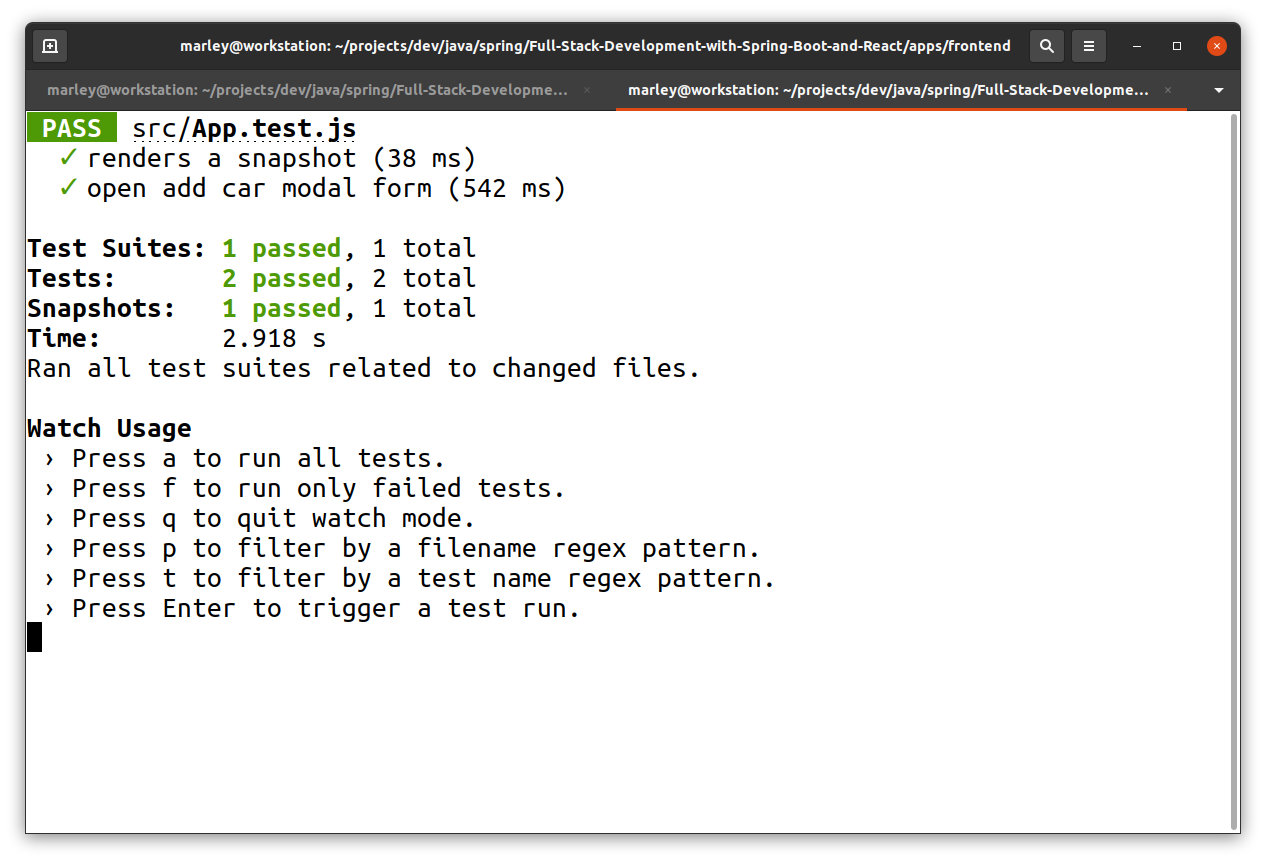 marley@workstation: ~/projects/dev/java/spring/Full-Stack-Development-with-Spring-Boot-and-React/apps/frontend
marley@workstation: ~/projects/dev/java/spring/Full-Stack-Developme... × marley@workstation: ~/projects/dev/java/spring/Full-Stack-Developme... ×
PASS src/App.test.js
✓ renders a snapshot (38 ms)
✓ open add car modal form (542 ms)
Test Suites: 1 passed, 1 total
Tests: 2 passed, 2 total
Snapshots: 1 passed, 1 total
Time: 2.918 s
Ran all test suites related to changed files.
Watch Usage
› Press a to run all tests.
› Press f to run only failed tests.
› Press q to quit watch mode.
› Press p to filter by a filename regex pattern.
› Press t to filter by a test name regex pattern.
› Press Enter to trigger a test run.